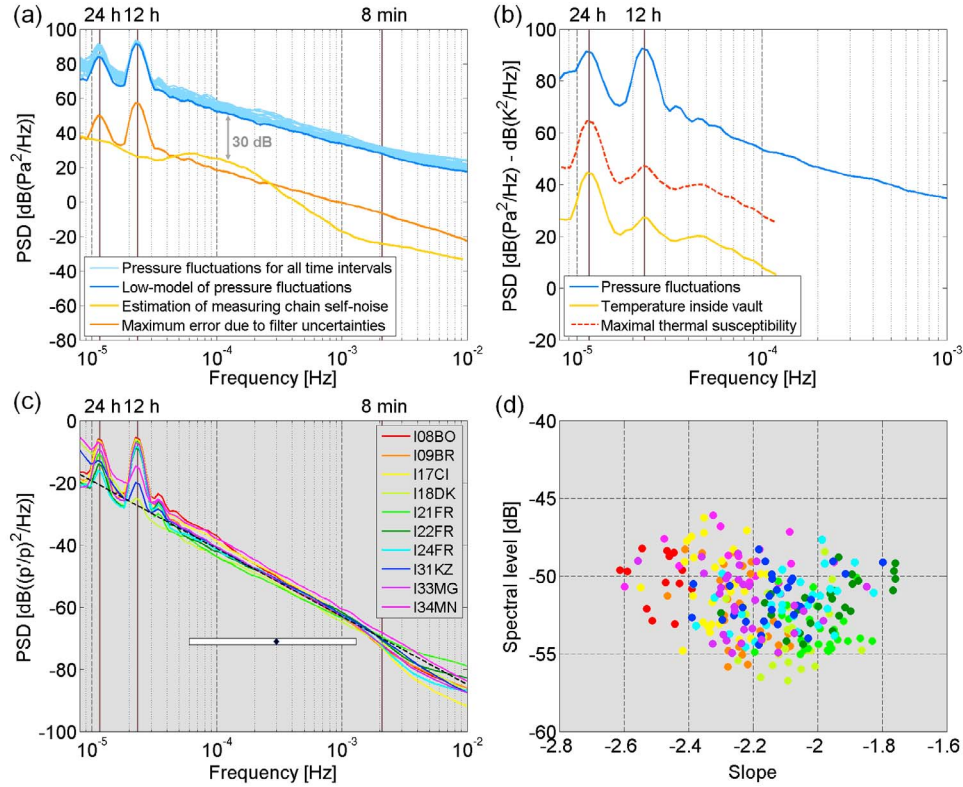 (a)
24 h 12 h 8 min
PSD [dB(Pa²/Hz)]
100
80
60
40
20
0
-20
-40
-60
80
30 dB
Pressure fluctuations for all time intervals
Low-model of pressure fluctuations
Estimation of measuring chain self-noise
Maximum error due to filter uncertainties
10⁻⁵ 10⁻⁴ 10⁻³ 10⁻²
Frequency [Hz]
(b)
24 h 12 h
PSD [dB(Pa²/Hz) - dB(K²/Hz)]
100
80
60
40
20
0
-20
Pressure fluctuations
Temperature inside vault
Maximal thermal susceptibility
10⁻⁵ 10⁻⁴ 10⁻³
Frequency [Hz]
(c)
24 h 12 h 8 min
PSD [dB((p'/p)²/Hz)]
0
-20
-40
-60
-80
-100
I08BO
I09BR
I17CI
I18DK
I21FR
I22FR
I24FR
I31KZ
I33MG
I34MN
10⁻⁵ 10⁻⁴ 10⁻³ 10⁻²
Frequency [Hz]
(d)
Spectral level [dB]
-40
-45
-50
-55
-60
-2.8 -2.6 -2.4 -2.2 -2 -1.8 -1.6
Slope